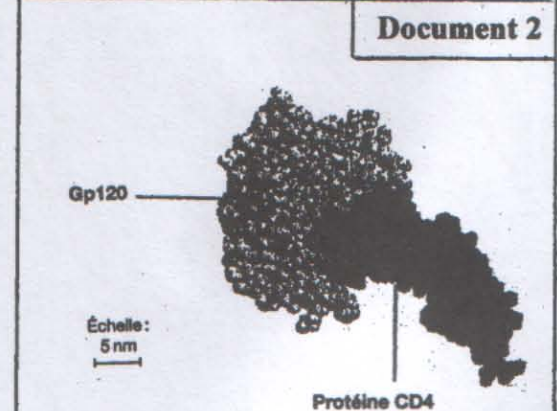 Document 2
Gp120
Échelle :
5 nm
Protéine CD4